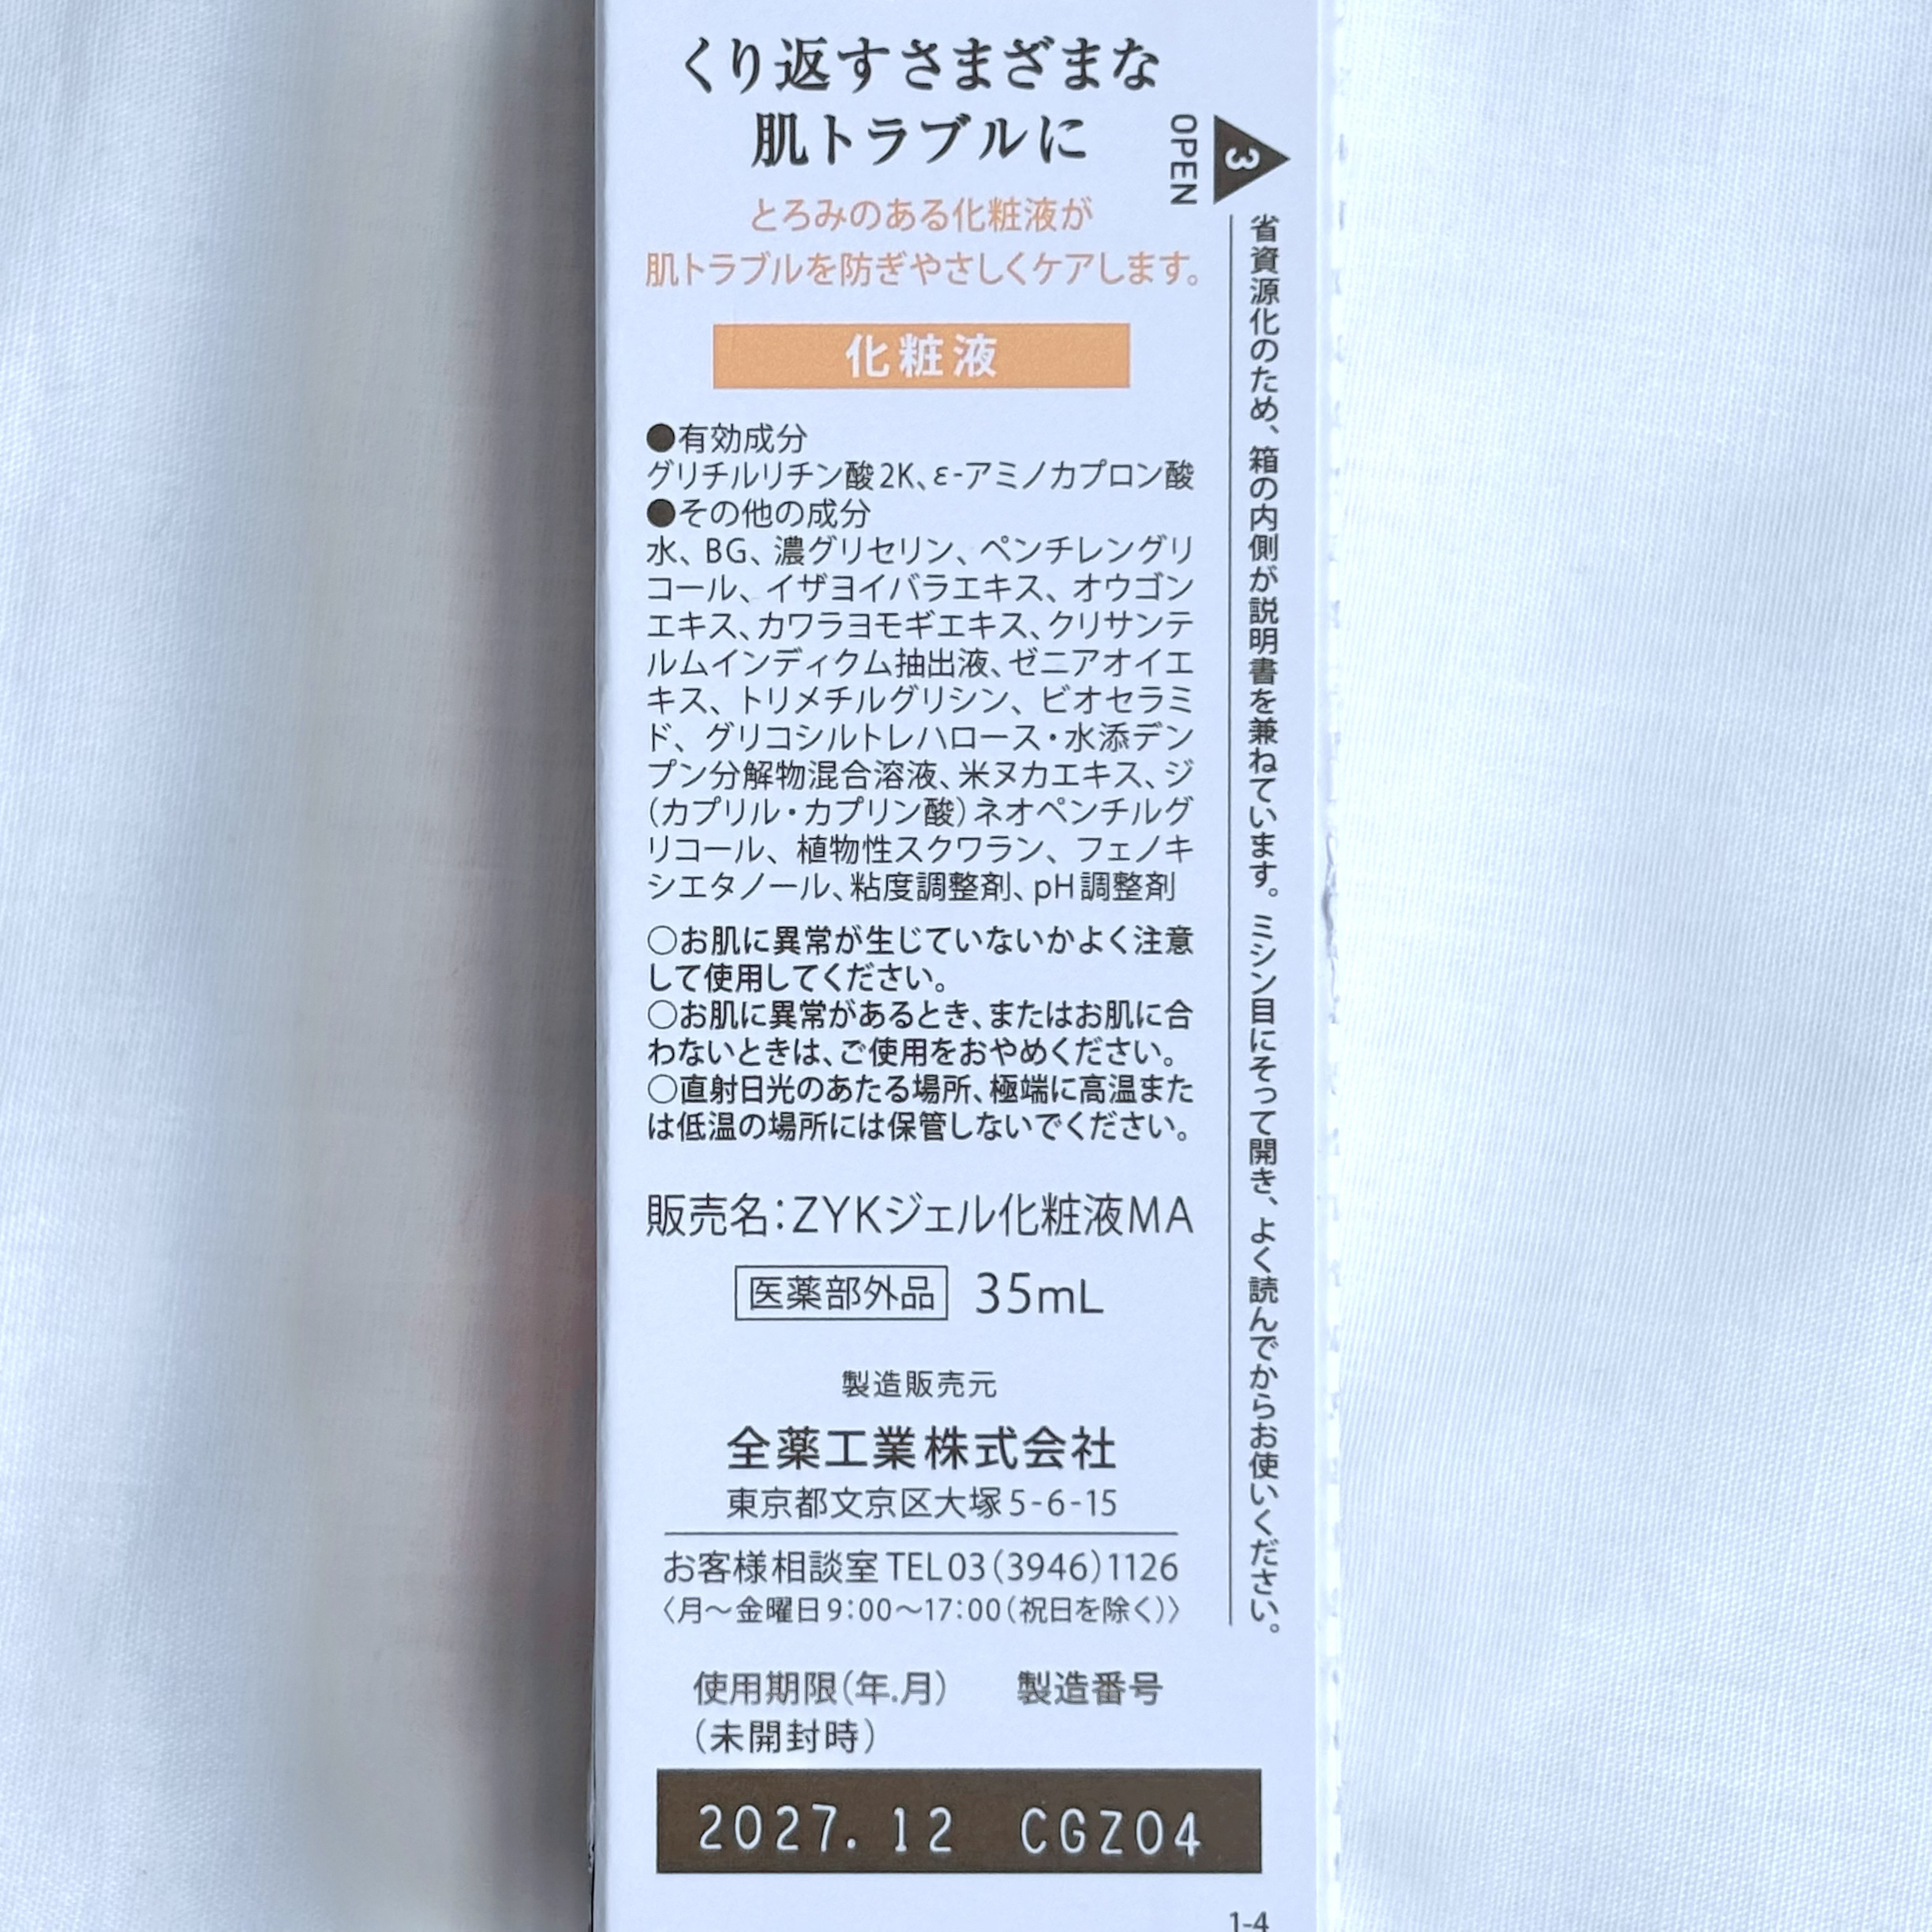 くり返すさまざまな
肌トラブルに
とろみのある化粧液が
肌トラブルを防ぎやさしくケアします。
化粧液
●有効成分
グリチルリチン酸2K、ε-アミノカプロン酸
●その他の成分
水、BG、濃グリセリン、ペンチレングリ
コール、イザヨイバラエキス、オウゴン
エキス、カワラヨモギエキス、クリサンテ
ルムインディクム抽出液、ゼニアオイエ
キス、トリメチルグリシン、ビオセラミ
ド、グリコシルトレハロース・水添デン
プン分解物混合溶液、米ヌカエキス、ジ
(カプリル・カプリン酸)ネオペンチルグ
リコール、植物性スクワラン、フェノキ
シエタノール、粘度調整剤、pH調整剤
○お肌に異常が生じていないかよく注意
して使用してください。
○お肌に異常があるとき、またはお肌に合
わないときは、ご使用をおやめください。
○直射日光のあたる場所、極端に高温また
は低温の場所には保管しないでください。
販売名：ZYKジェル化粧液MA
医薬部外品 35mL
製造販売元
全薬工業株式会社
東京都文京区大塚5-6-15
お客様相談室 TEL03(3946)1126
〈月～金曜日9:00～17:00(祝日を除く)〉
使用期限(年.月) 製造番号
(未開封時)
2027.12 CGZ04
OPEN
3
省資源化のため、箱の内側が説明書を兼ねています。ミシン目にそって開き、よく読んでからお使いください。
1-4